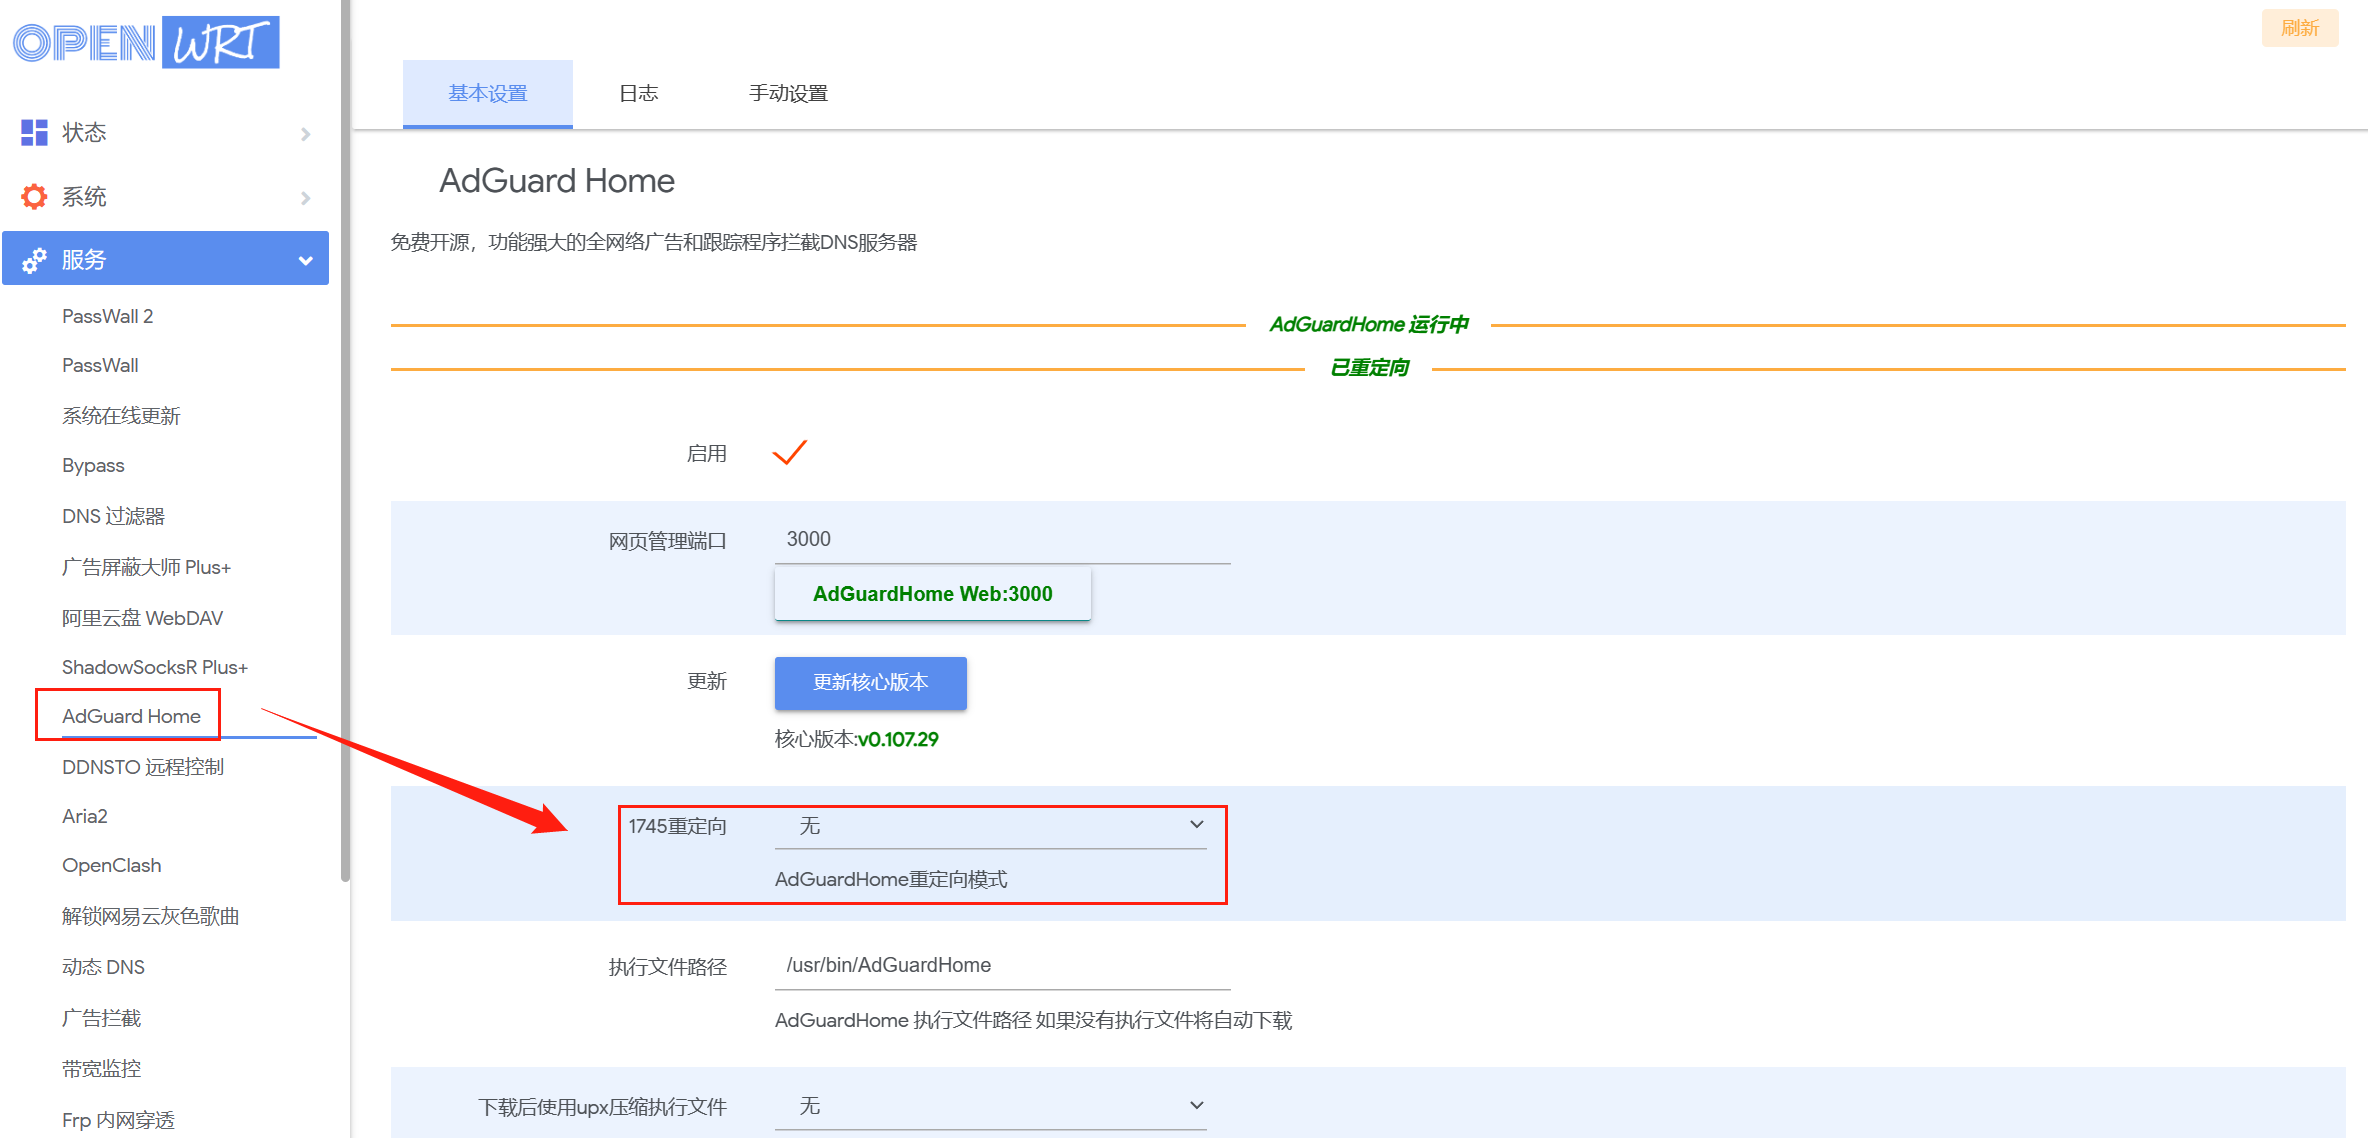 OPENWRT
刷新
状态
系统
服务
PassWall 2
PassWall
系统在线更新
Bypass
DNS 过滤器
广告屏蔽大师 Plus+
阿里云盘 WebDAV
ShadowSocksR Plus+
AdGuard Home
DDNSTO 远程控制
Aria2
OpenClash
解锁网易云灰色歌曲
动态 DNS
广告拦截
带宽监控
Frp 内网穿透
基本设置
日志
手动设置
AdGuard Home
免费开源，功能强大的全网络广告和跟踪程序拦截DNS服务器
AdGuardHome 运行中
已重定向
启用
网页管理端口 3000
AdGuardHome Web:3000
更新 更新核心版本
核心版本:v0.107.29
1745重定向 无
AdGuardHome重定向模式
执行文件路径 /usr/bin/AdGuardHome
AdGuardHome 执行文件路径 如果没有执行文件将自动下载
下载后使用upx压缩执行文件 无